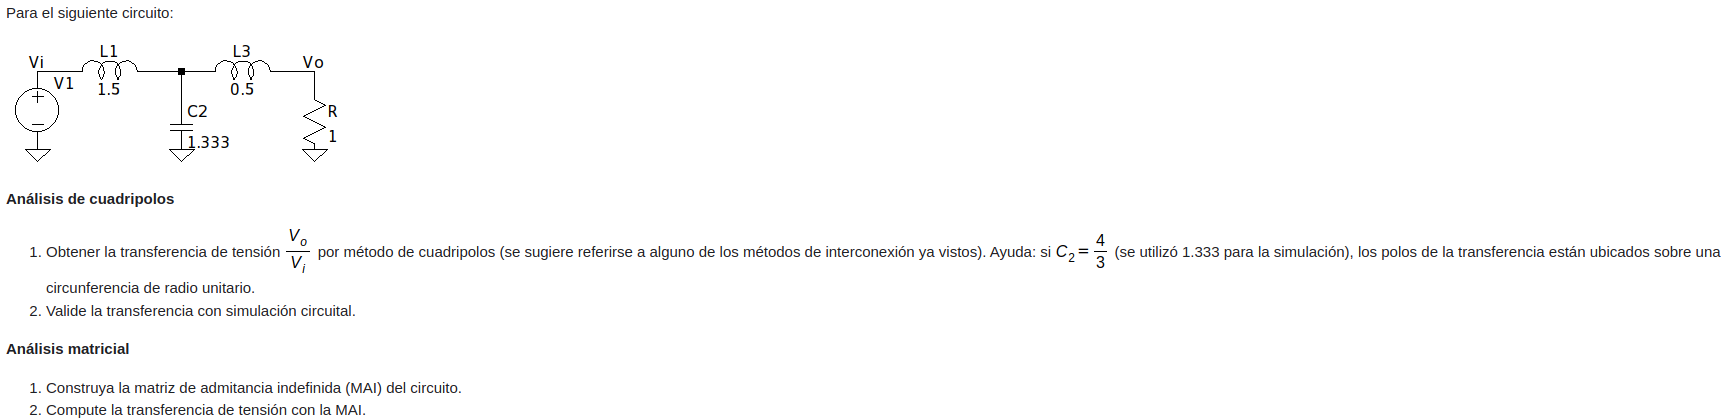 Para el siguiente circuito:
L1 L3
Vi Vo
V1 1.5 0.5
C2 R
1.333 1
Análisis de cuadripolos
1. Obtener la transferencia de tensión V_o/V_i por método de cuadripolos (se sugiere referirse a alguno de los métodos de interconexión ya vistos). Ayuda: si C_2 = 4/3 (se utilizó 1.333 para la simulación), los polos de la transferencia están ubicados sobre una
circunferencia de radio unitario.
2. Valide la transferencia con simulación circuital.
Análisis matricial
1. Construya la matriz de admitancia indefinida (MAI) del circuito.
2. Compute la transferencia de tensión con la MAI.